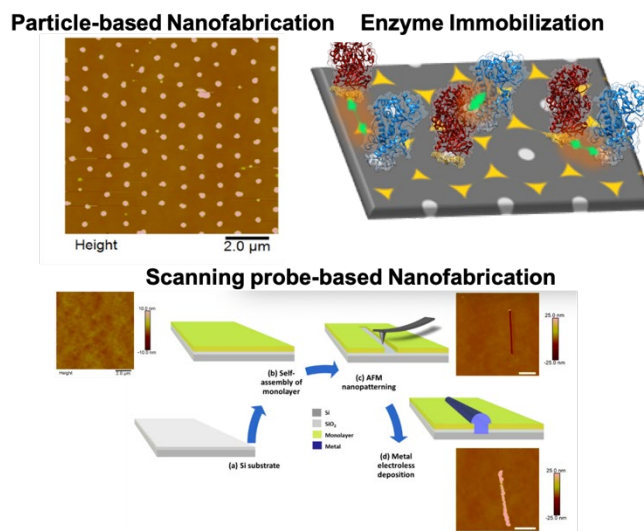 Particle-based Nanofabrication
Enzyme Immobilization
Height
2.0 µm
Scanning probe-based Nanofabrication
10.0 nm
-10.0 nm
Height
(b) Self-
assembly of
monolayer
(c) AFM
nanopatterning
25.0 nm
-25.0 nm
Si
SiO₂
Monolayer
Metal
(a) Si substrate
(d) Metal
electroless
deposition
25.0 nm
-25.0 nm